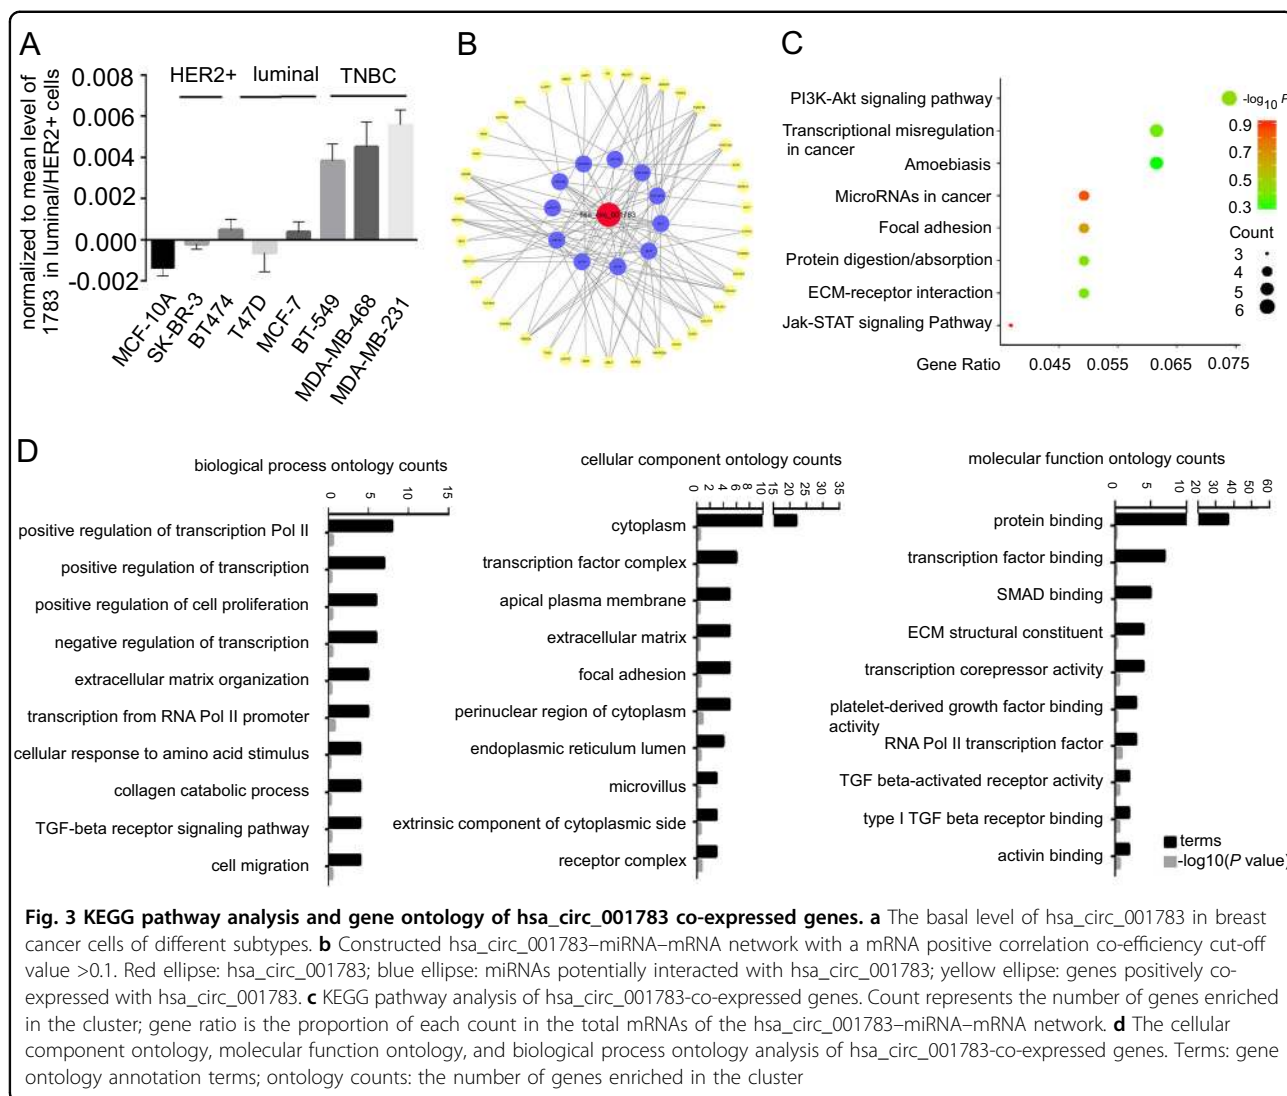 A
normalized to mean level of
1783 in luminal/HER2+ cells
HER2+ luminal TNBC
0.008
0.006
0.004
0.002
0.000
-0.002
MCF-10A
SK-BR-3
BT474
T47D
MCF-7
BT-549
MDA-MB-468
MDA-MB-231
B
hsa_circ_001783
C
PI3K-Akt signaling pathway
Transcriptional misregulation
in cancer
Amoebiasis
MicroRNAs in cancer
Focal adhesion
Protein digestion/absorption
ECM-receptor interaction
Jak-STAT signaling Pathway
Gene Ratio 0.045 0.055 0.065 0.075
-log10 P
0.9
0.7
0.5
0.3
Count
3
4
5
6
D
biological process ontology counts
0 5 10 15
positive regulation of transcription Pol II
positive regulation of transcription
positive regulation of cell proliferation
negative regulation of transcription
extracellular matrix organization
transcription from RNA Pol II promoter
cellular response to amino acid stimulus
collagen catabolic process
TGF-beta receptor signaling pathway
cell migration
cellular component ontology counts
0 2 4 6 8 10 15 20 25 30 35
cytoplasm
transcription factor complex
apical plasma membrane
extracellular matrix
focal adhesion
perinuclear region of cytoplasm
endoplasmic reticulum lumen
microvillus
extrinsic component of cytoplasmic side
receptor complex
molecular function ontology counts
0 5 10 20 30 40 50 60
protein binding
transcription factor binding
SMAD binding
ECM structural constituent
transcription corepressor activity
platelet-derived growth factor binding
activity
RNA Pol II transcription factor
TGF beta-activated receptor activity
type I TGF beta receptor binding
activin binding
terms
-log10(P value)
Fig. 3 KEGG pathway analysis and gene ontology of hsa_circ_001783 co-expressed genes. a The basal level of hsa_circ_001783 in breast
cancer cells of different subtypes. b Constructed hsa_circ_001783–miRNA–mRNA network with a mRNA positive correlation co-efficiency cut-off
value >0.1. Red ellipse: hsa_circ_001783; blue ellipse: miRNAs potentially interacted with hsa_circ_001783; yellow ellipse: genes positively co-
expressed with hsa_circ_001783. c KEGG pathway analysis of hsa_circ_001783-co-expressed genes. Count represents the number of genes enriched
in the cluster; gene ratio is the proportion of each count in the total mRNAs of the hsa_circ_001783–miRNA–mRNA network. d The cellular
component ontology, molecular function ontology, and biological process ontology analysis of hsa_circ_001783-co-expressed genes. Terms: gene
ontology annotation terms; ontology counts: the number of genes enriched in the cluster